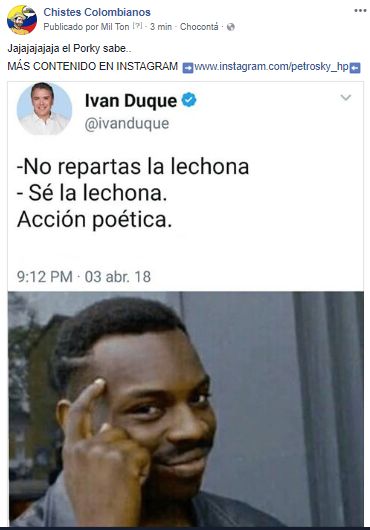 Chistes Colombianos
Publicado por Mil Ton [?] · 3 min · Chocontá ·
Jajajajajaja el Porky sabe..
MÁS CONTENIDO EN INSTAGRAM ➡www.instagram.com/petrosky_hp⬅
Ivan Duque
@ivanduque
-No repartas la lechona
- Sé la lechona.
Acción poética.
9:12 PM · 03 abr. 18